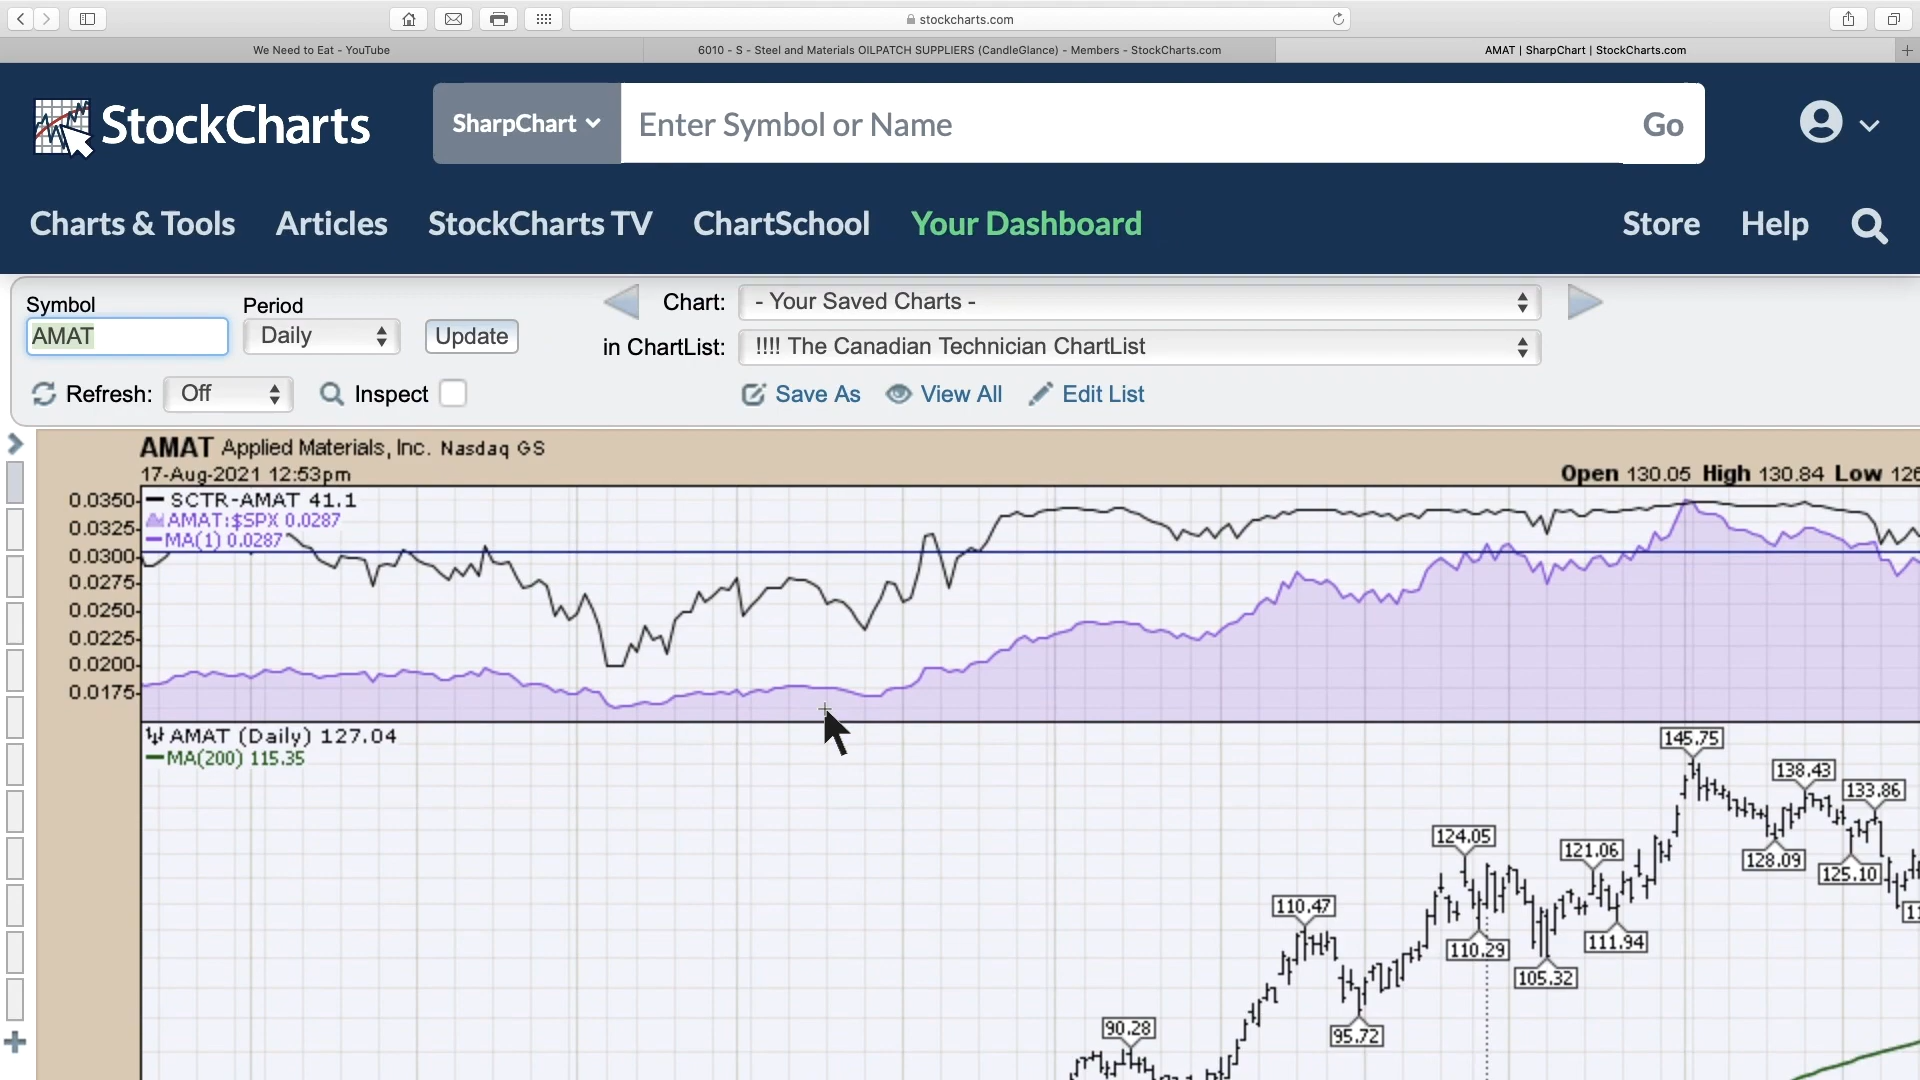 stockcharts.com
We Need to Eat - YouTube
6010 - S - Steel and Materials OILPATCH SUPPLIERS (CandleGlance) - Members - StockCharts.com
AMAT | SharpChart | StockCharts.com
StockCharts
SharpChart
Enter Symbol or Name
Go
Charts & Tools
Articles
StockCharts TV
ChartSchool
Your Dashboard
Store
Help
Symbol
Period
Chart:
- Your Saved Charts -
AMAT
Daily
Update
in ChartList:
!!!! The Canadian Technician ChartList
Refresh:
Off
Inspect
Save As
View All
Edit List
AMAT Applied Materials, Inc. Nasdaq GS
17-Aug-2021 12:53pm
Open 130.05 High 130.84 Low 126
0.0350
0.0325
0.0300
0.0275
0.0250
0.0225
0.0200
0.0175
SCTR-AMAT 41.1
AMAT:$SPX 0.0287
MA(1) 0.0287
AMAT (Daily) 127.04
MA(200) 115.35
145.75
138.43
133.86
124.05
121.06
128.09
125.10
110.47
11
110.29
111.94
105.32
90.28
95.72